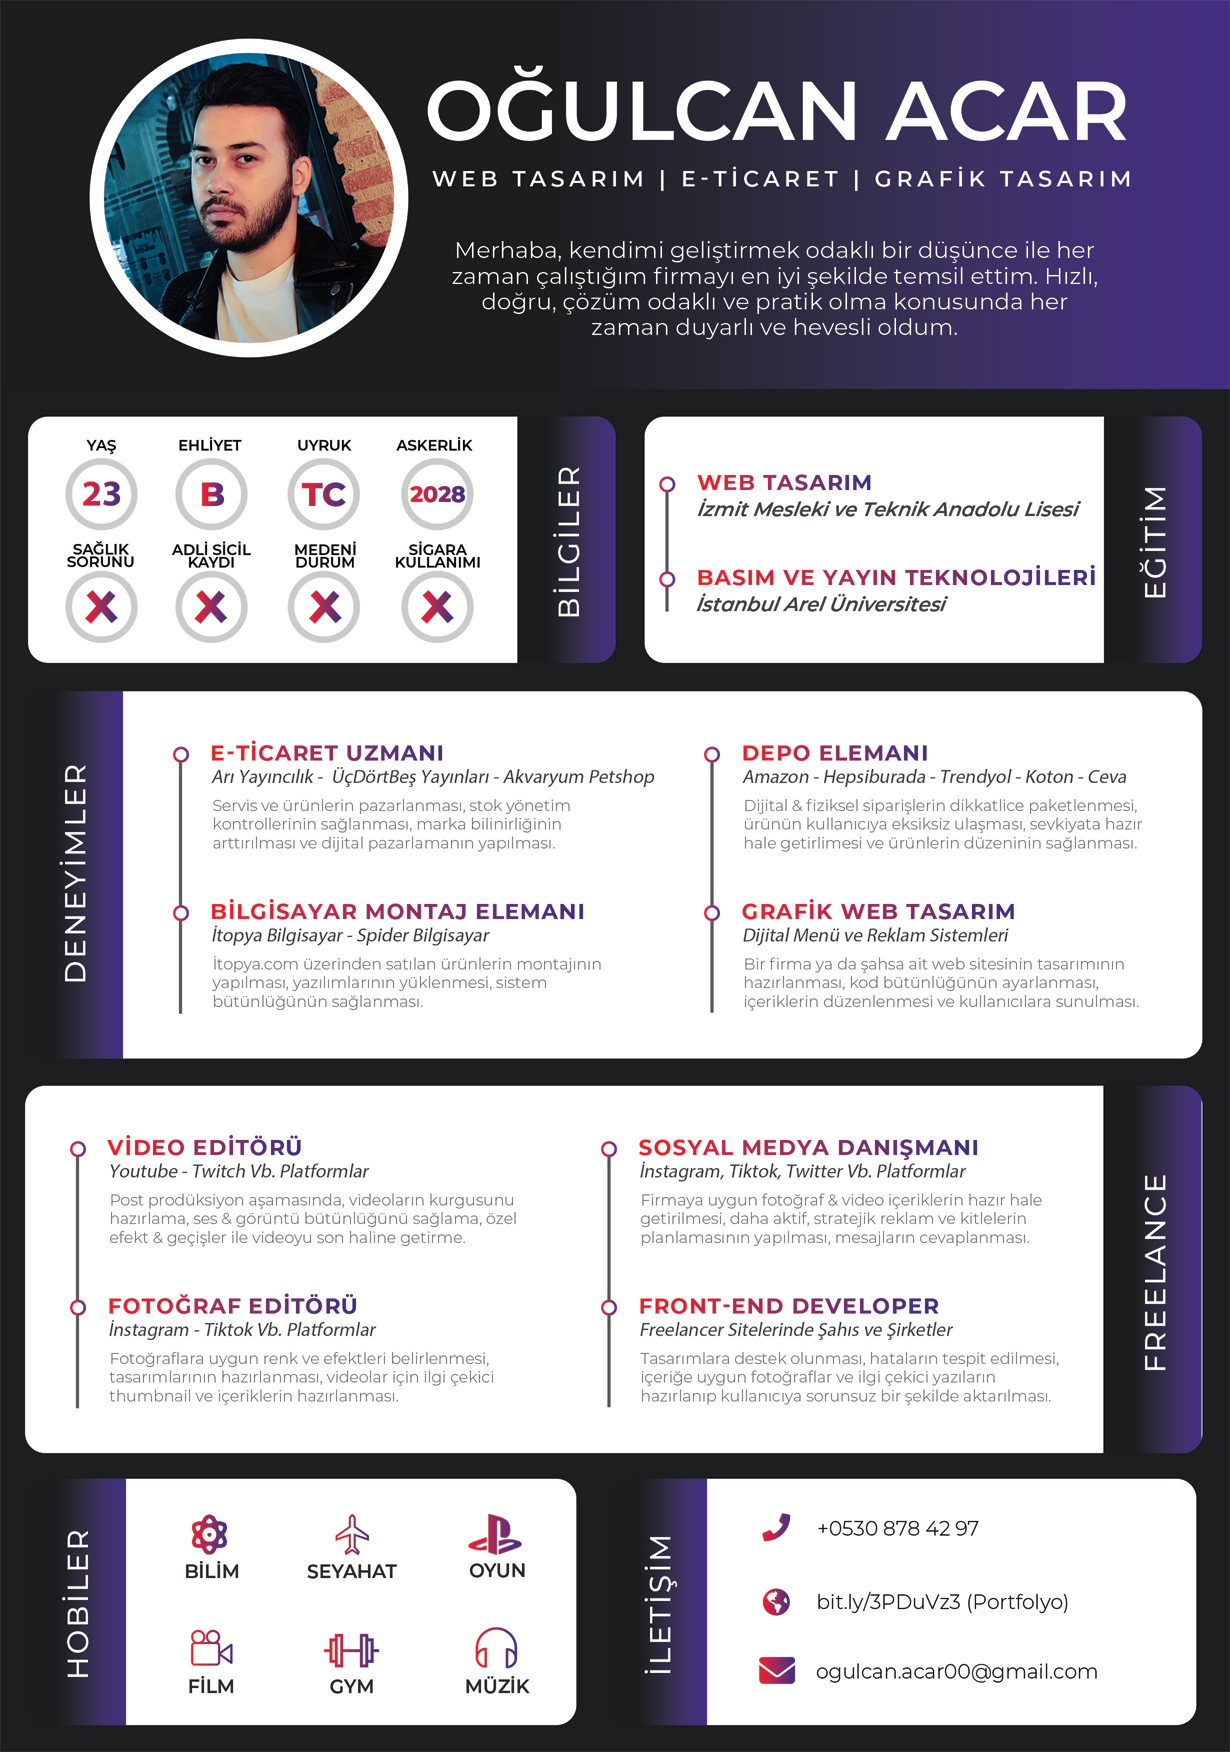 OĞULCAN ACAR
WEB TASARIM | E-TİCARET | GRAFİK TASARIM
Merhaba, kendimi geliştirmek odaklı bir düşünce ile her
zaman çalıştığım firmayı en iyi şekilde temsil ettim. Hızlı,
doğru, çözüm odaklı ve pratik olma konusunda her
zaman duyarlı ve hevesli oldum.
BİLGİLER
YAŞ
23
EHLİYET
B
UYRUK
TC
ASKERLİK
2028
SAĞLIK
SORUNU
X
ADLİ SİCİL
KAYDI
X
MEDENİ
DURUM
X
SİGARA
KULLANIMI
X
EĞİTİM
WEB TASARIM
İzmit Mesleki ve Teknik Anadolu Lisesi
BASIM VE YAYIN TEKNOLOJİLERİ
İstanbul Arel Üniversitesi
DENEYİMLER
E-TİCARET UZMANI
Arı Yayıncılık - ÜçDörtBeş Yayınları - Akvaryum Petshop
Servis ve ürünlerin pazarlanması, stok yönetim
kontrollerinin sağlanması, marka bilinirliğinin
arttırılması ve dijital pazarlamanın yapılması.
BİLGİSAYAR MONTAJ ELEMANI
İtopya Bilgisayar - Spider Bilgisayar
İtopya.com üzerinden satılan ürünlerin montajının
yapılması, yazılımlarının yüklenmesi, sistem
bütünlüğünün sağlanması.
DEPO ELEMANI
Amazon - Hepsiburada - Trendyol - Koton - Ceva
Dijital & fiziksel siparişlerin dikkatlice paketlenmesi,
ürünün kullanıcıya eksiksiz ulaşması, sevkiyata hazır
hale getirlimesi ve ürünlerin düzeninin sağlanması.
GRAFİK WEB TASARIM
Dijital Menü ve Reklam Sistemleri
Bir firma ya da şahsa ait web sitesinin tasarımının
hazırlanması, kod bütünlüğünün ayarlanması,
içeriklerin düzenlenmesi ve kullanıcılara sunulması.
FREELANCE
VİDEO EDİTÖRÜ
Youtube - Twitch Vb. Platformlar
Post prodüksiyon aşamasında, videoların kurgusunu
hazırlama, ses & görüntü bütünlüğünü sağlama, özel
efekt & geçişler ile videoyu son haline getirme.
FOTOĞRAF EDİTÖRÜ
İnstagram - Tiktok Vb. Platformlar
Fotoğraflara uygun renk ve efektleri belirlenmesi,
tasarımlarının hazırlanması, videolar için ilgi çekici
thumbnail ve içeriklerin hazırlanması.
SOSYAL MEDYA DANIŞMANI
İnstagram, Tiktok, Twitter Vb. Platformlar
Firmaya uygun fotoğraf & video içeriklerin hazır hale
getirilmesi, daha aktif, stratejik reklam ve kitlelerin
planlamasının yapılması, mesajların cevaplanması.
FRONT-END DEVELOPER
Freelancer Sitelerinde Şahıs ve Şirketler
Tasarımlara destek olunması, hataların tespit edilmesi,
içeriğe uygun fotoğraflar ve ilgi çekici yazıların
hazırlanıp kullanıcıya sorunsuz bir şekilde aktarılması.
HOBİLER
BİLİM
SEYAHAT
OYUN
FİLM
GYM
MÜZİK
İLETİŞİM
+0530 878 42 97
bit.ly/3PDuVz3 (Portfolyo)
ogulcan.acar00@gmail.com